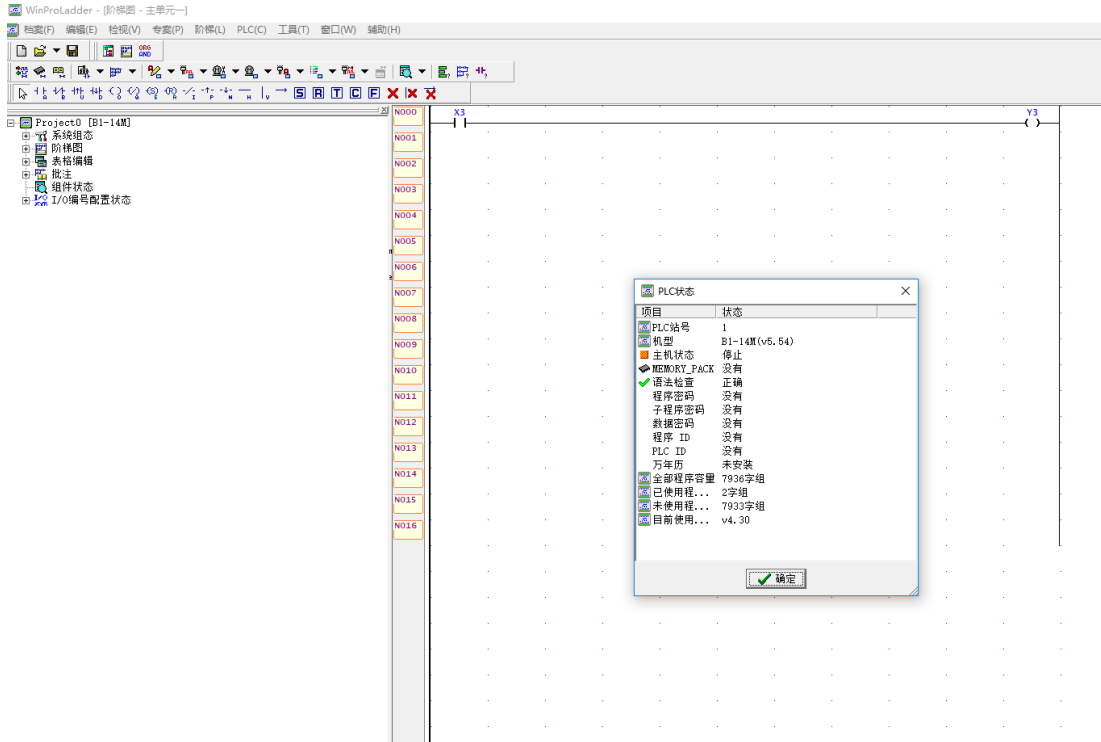 WinProLadder - [阶梯图 - 主单元一]
档案(F) 编辑(E) 检视(V) 专案(P) 阶梯(L) PLC(C) 工具(T) 窗口(W) 辅助(H)
ORG
AND
A B U D P N H V S R T C F
Project0 [B1-14M]
系统组态
阶梯图
表格编辑
批注
组件状态
I/O编号配置状态
N000
N001
N002
N003
N004
N005
N006
N007
N008
N009
N010
N011
N012
N013
N014
N015
N016
X3 Y3
PLC状态
项目 状态
PLC站号 1
机型 B1-14M(v5.54)
主机状态 停止
MEMORY_PACK 没有
语法检查 正确
程序密码 没有
子程序密码 没有
数据密码 没有
程序 ID 没有
PLC ID 没有
万年历 未安装
全部程序容量 7936字组
已使用程... 2字组
未使用程... 7933字组
目前使用... v4.30
确定